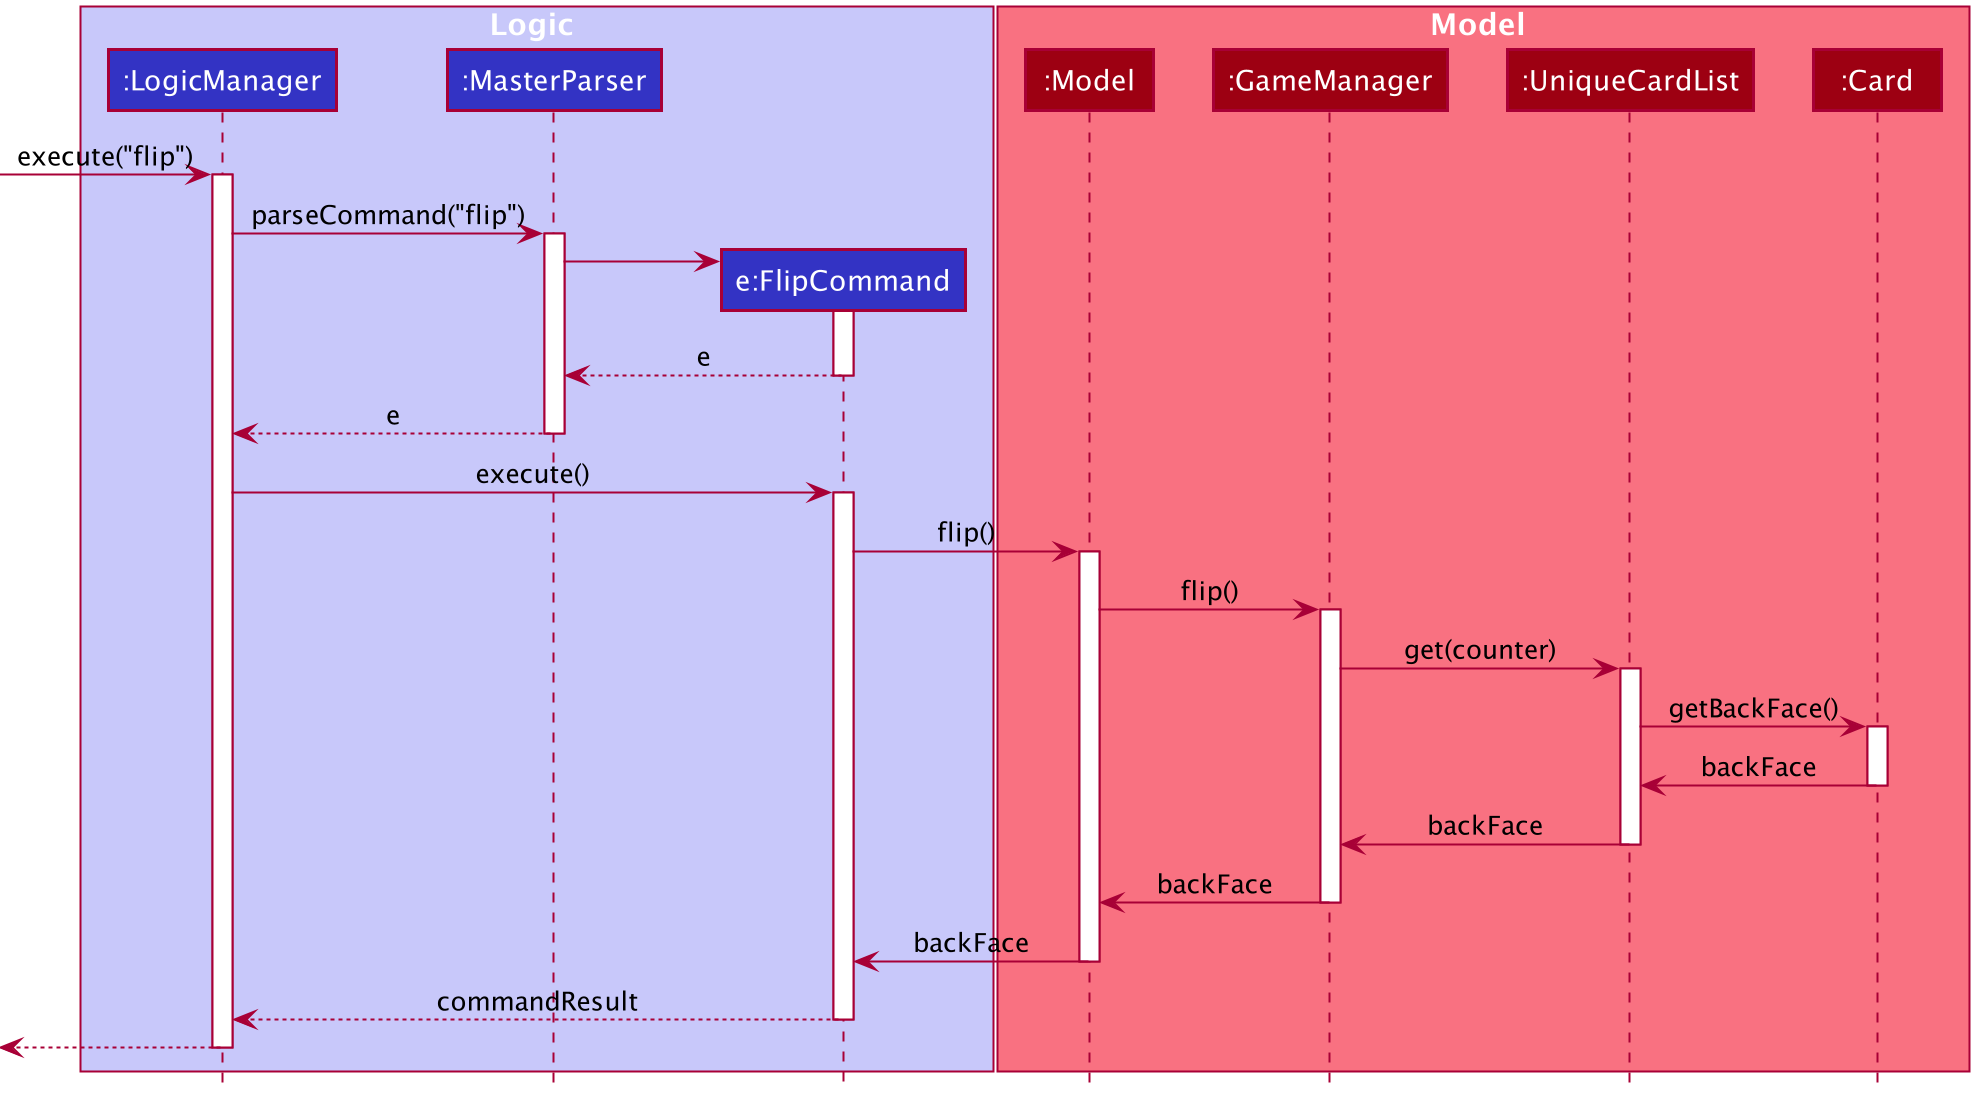 Logic
Model
:LogicManager
:MasterParser
:Model
:GameManager
:UniqueCardList
:Card
execute("flip")
parseCommand("flip")
e:FlipCommand
e
e
execute()
flip()
flip()
get(counter)
getBackFace()
backFace
backFace
backFace
backFace
commandResult